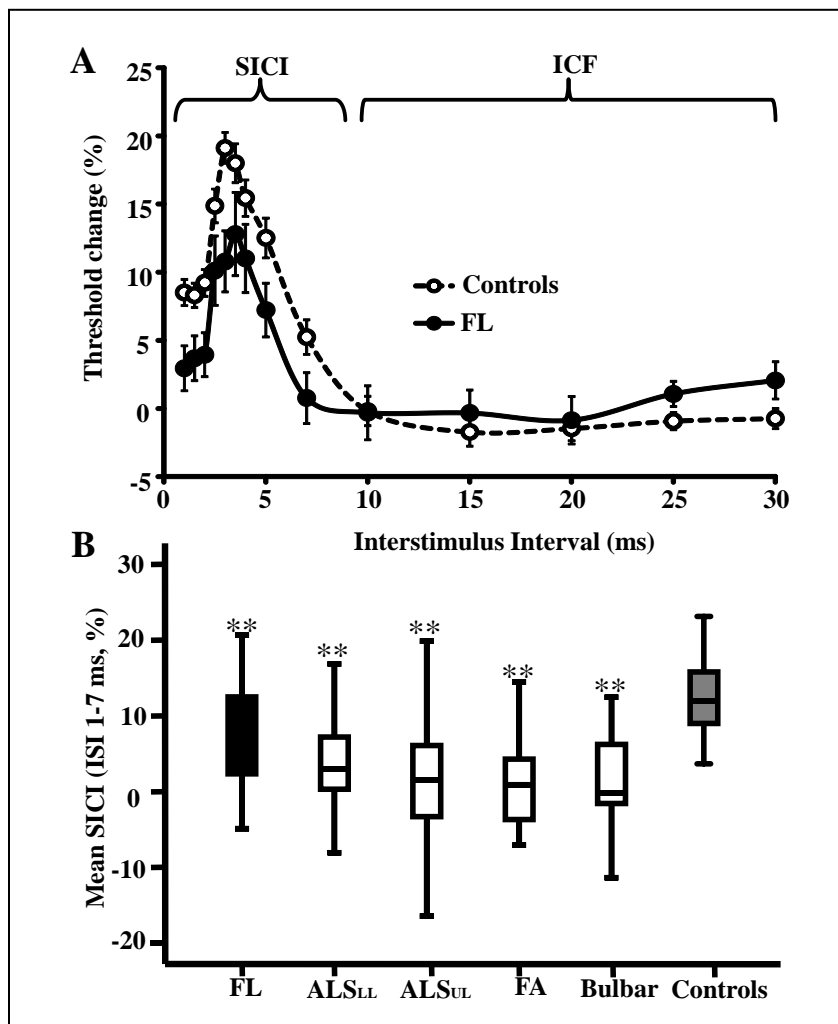 A
SICI
ICF
Threshold change (%)
25
20
15
10
5
0
-5
Controls
FL
0 5 10 15 20 25 30
Interstimulus Interval (ms)
B
Mean SICI (ISI 1-7 ms, %)
30
20
10
0
-10
-20
** ** ** ** **
FL ALSLL ALSUL FA Bulbar Controls